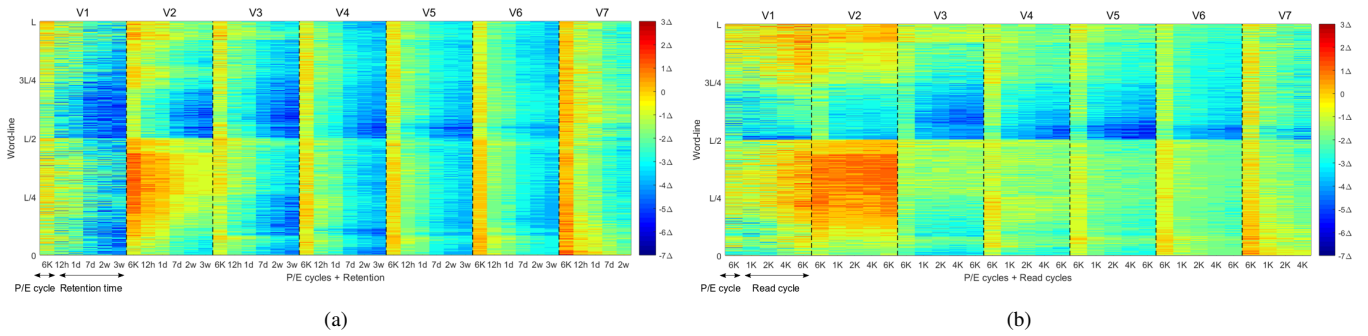 V1 V2 V3 V4 V5 V6 V7
L
3L/4
L/2
L/4
0
Word-line
3Δ
2Δ
1Δ
0
-1Δ
-2Δ
-3Δ
-4Δ
-5Δ
-6Δ
-7Δ
6K 12h 1d 7d 2w 3w 6K 12h 1d 7d 2w 3w 6K 12h 1d 7d 2w 3w 6K 12h 1d 7d 2w 3w 6K 12h 1d 7d 2w 3w 6K 12h 1d 7d 2w 3w 6K 12h 1d 7d 2w
P/E cycles + Retention
P/E cycle Retention time
(a)
V1 V2 V3 V4 V5 V6 V7
L
3L/4
L/2
L/4
0
Word-line
3Δ
2Δ
1Δ
0
-1Δ
-2Δ
-3Δ
-4Δ
-5Δ
-6Δ
-7Δ
6K 1K 2K 4K 6K 6K 1K 2K 4K 6K 6K 1K 2K 4K 6K 6K 1K 2K 4K 6K 6K 1K 2K 4K 6K 6K 1K 2K 4K 6K 6K 1K 2K 4K
P/E cycles + Read cycles
P/E cycle Read cycle
(b)